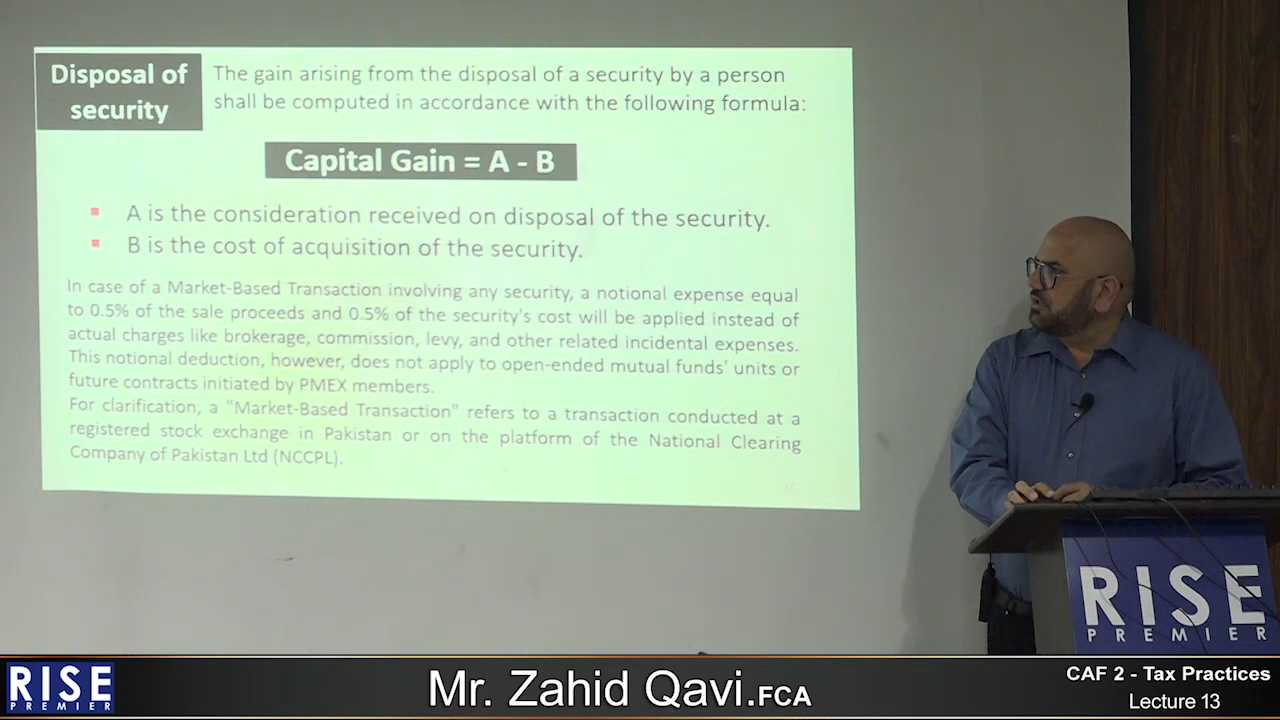 Disposal of
security
The gain arising from the disposal of a security by a person
shall be computed in accordance with the following formula:
Capital Gain = A - B
A is the consideration received on disposal of the security.
B is the cost of acquisition of the security.
In case of a Market-Based Transaction involving any security, a notional expense equal
to 0.5% of the sale proceeds and 0.5% of the security's cost will be applied instead of
actual charges like brokerage, commission, levy, and other related incidental expenses.
This notional deduction, however, does not apply to open-ended mutual funds' units or
future contracts initiated by PMEX members.
For clarification, a "Market-Based Transaction" refers to a transaction conducted at a
registered stock exchange in Pakistan or on the platform of the National Clearing
Company of Pakistan Ltd (NCCPL).
RISE
PREMIER
RISE
PREMIER
Mr. Zahid Qavi.FCA
CAF 2 - Tax Practices
Lecture 13